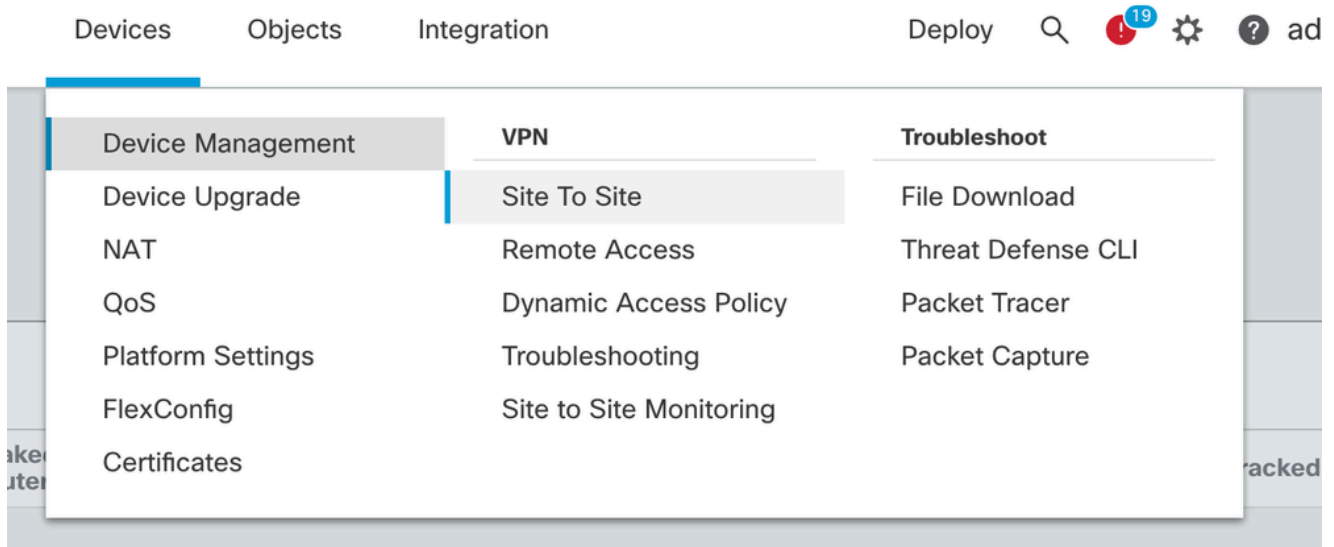 Devices Objects Integration Deploy 19 ad
Device Management
Device Upgrade
NAT
QoS
Platform Settings
FlexConfig
Certificates
VPN
Site To Site
Remote Access
Dynamic Access Policy
Troubleshooting
Site to Site Monitoring
Troubleshoot
File Download
Threat Defense CLI
Packet Tracer
Packet Capture
ake
uter
racked